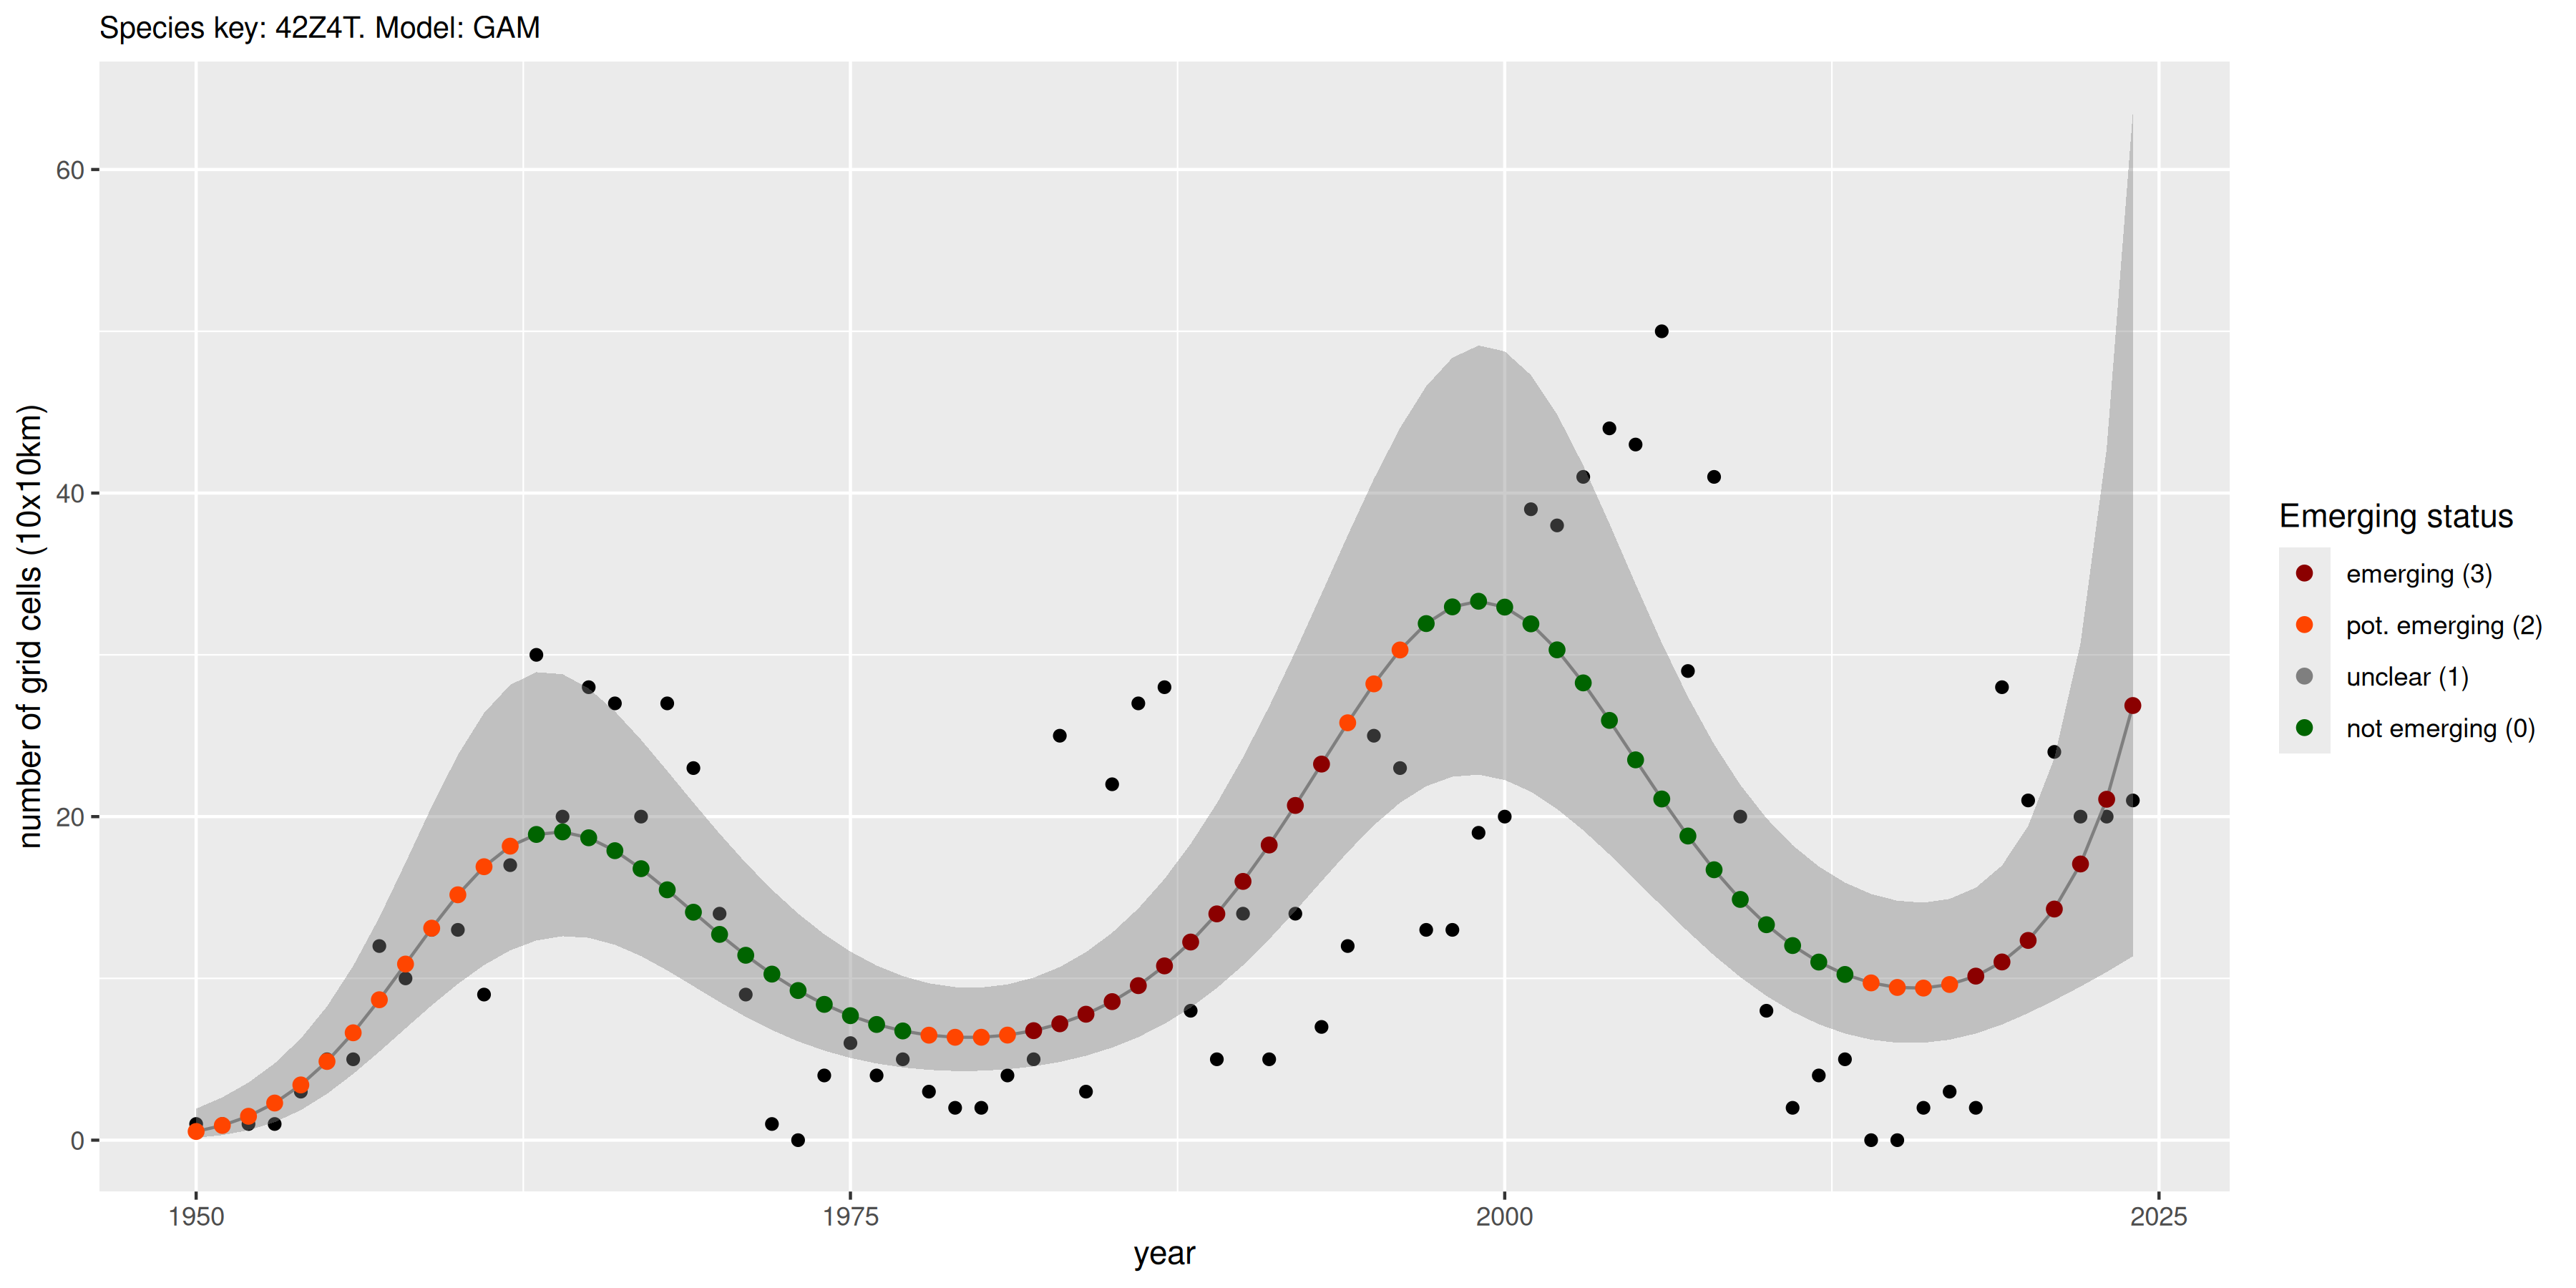 Species key: 42Z4T. Model: GAM
number of grid cells (10x10km)
60
40
20
0
1950
1975
2000
2025
year
Emerging status
emerging (3)
pot. emerging (2)
unclear (1)
not emerging (0)